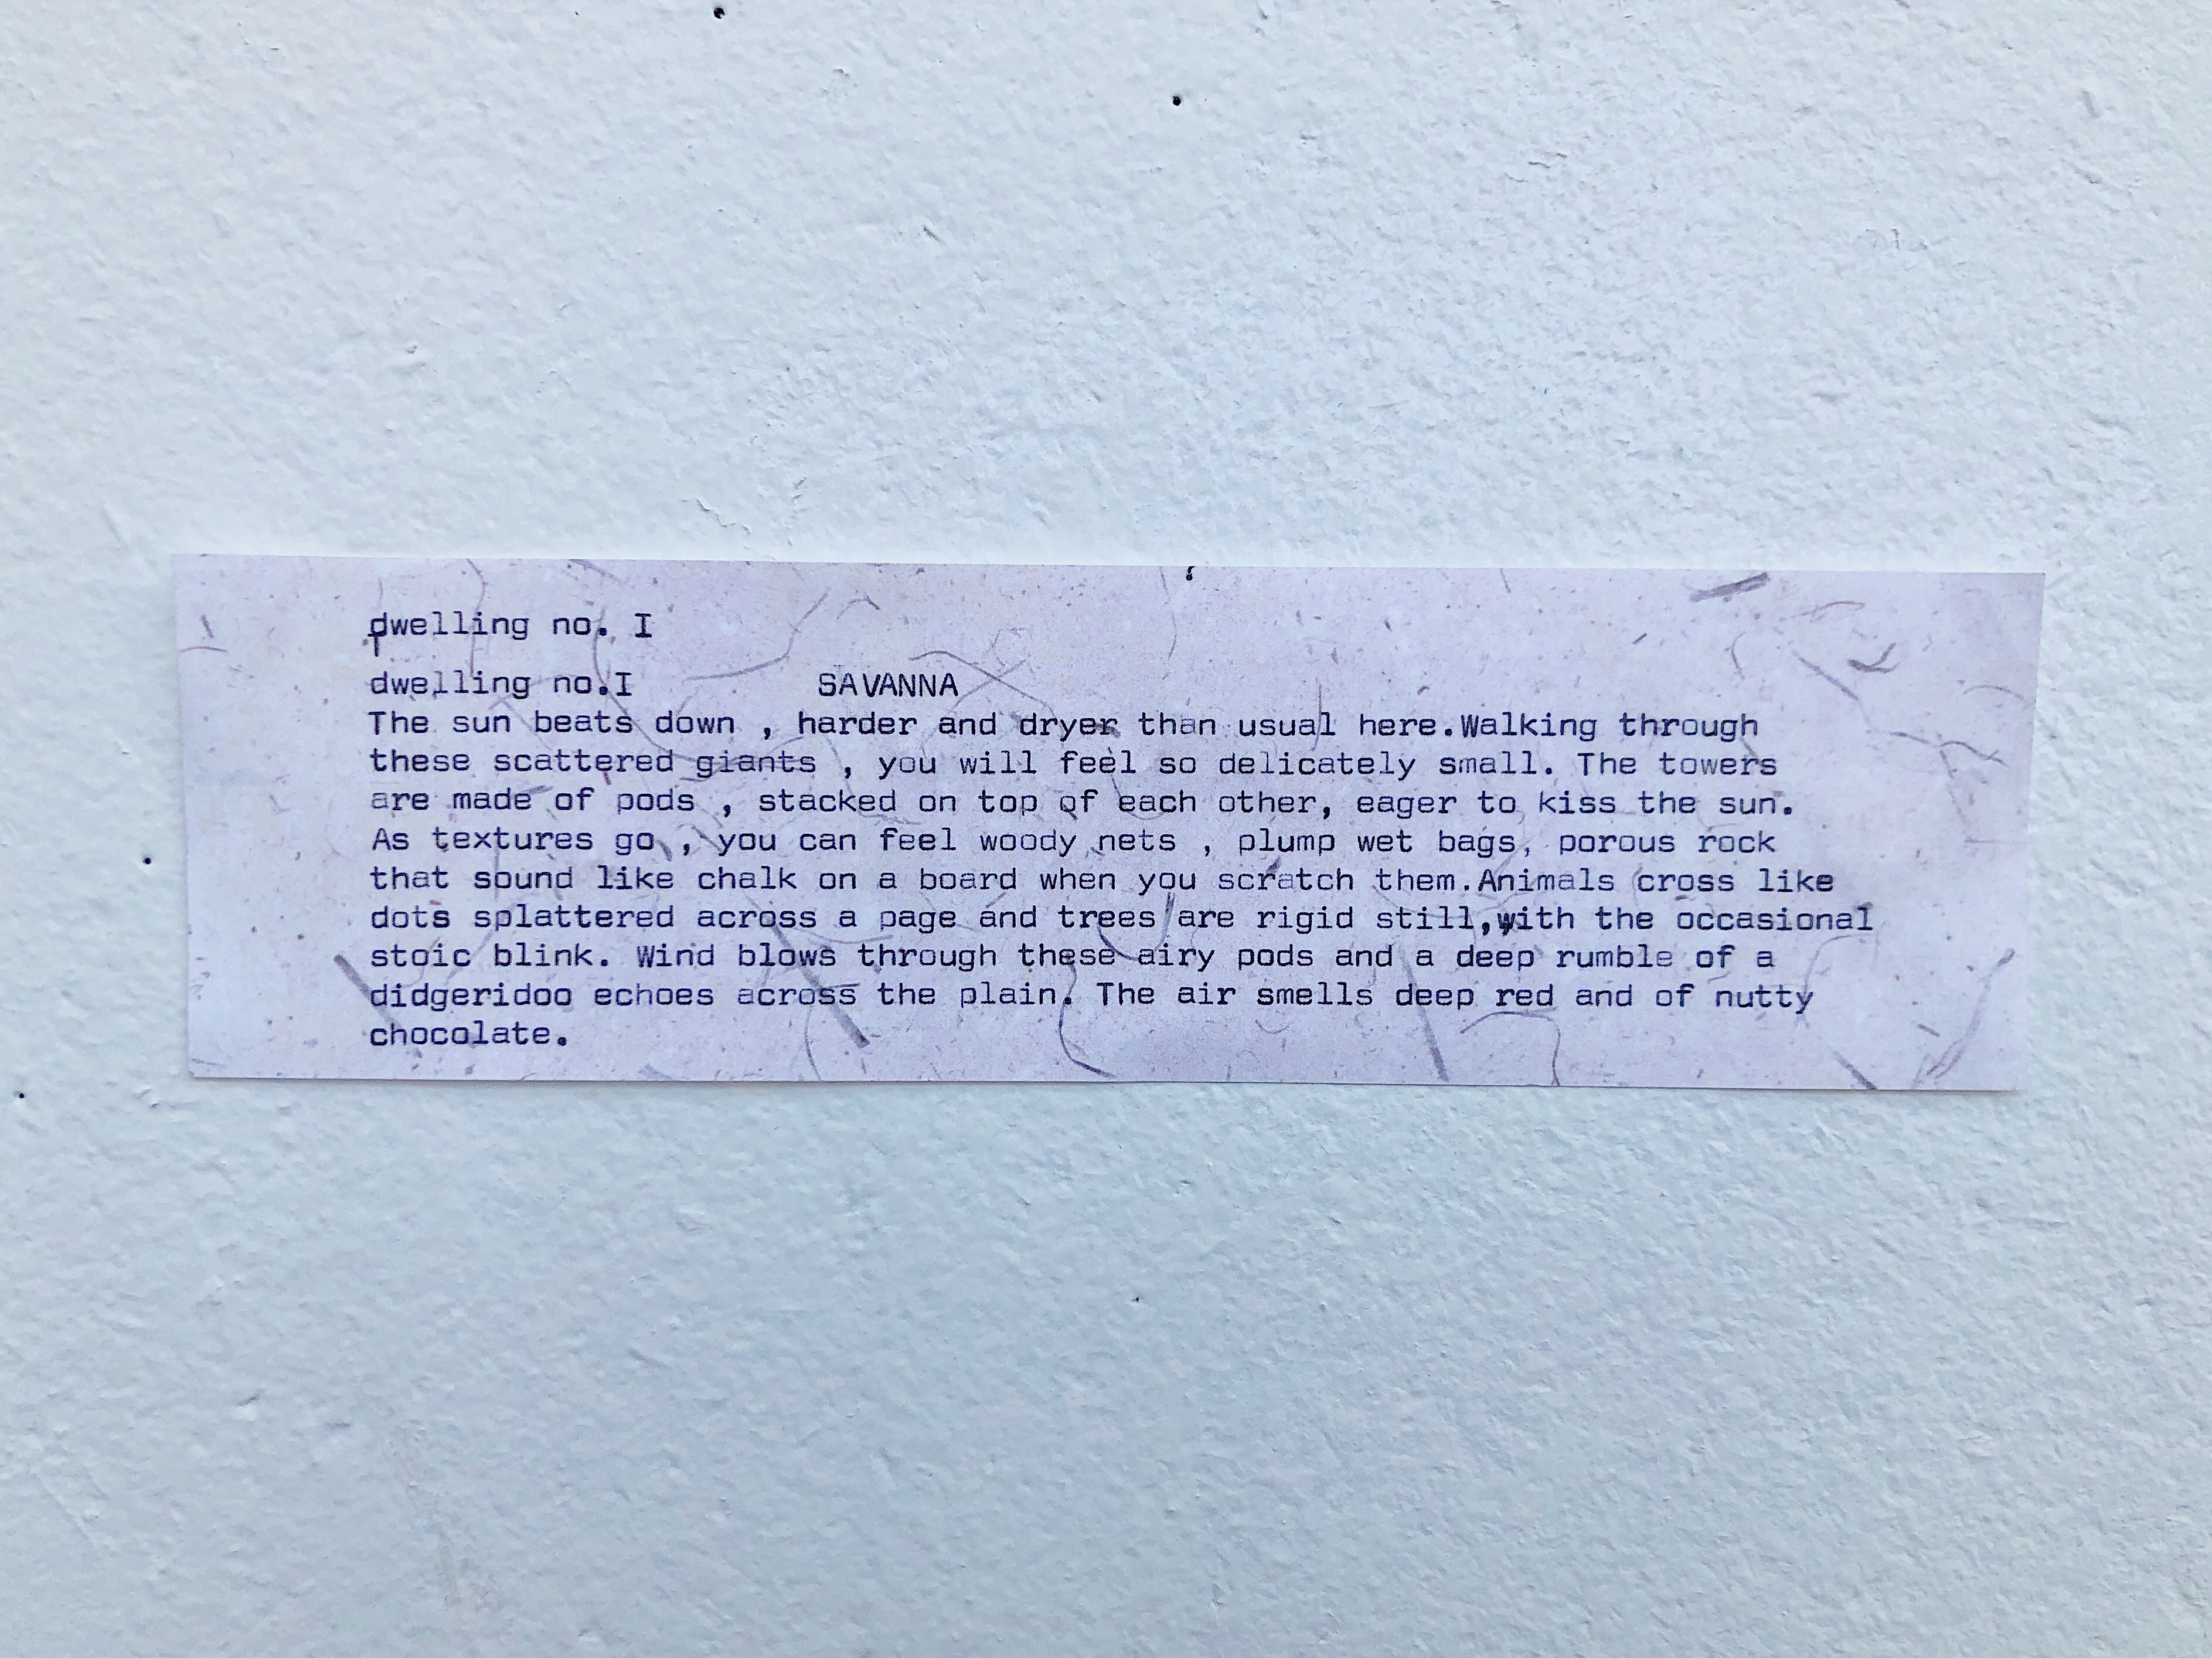 dwelling no. I
dwelling no.I SAVANNA
The sun beats down , harder and dryer than usual here.Walking through
these scattered giants , you will feel so delicately small. The towers
are made of pods , stacked on top of each other, eager to kiss the sun.
As textures go , you can feel woody nets , plump wet bags, porous rock
that sound like chalk on a board when you scratch them.Animals cross like
dots splattered across a page and trees are rigid still,with the occasional
stoic blink. Wind blows through these airy pods and a deep rumble of a
didgeridoo echoes across the plain. The air smells deep red and of nutty
chocolate.